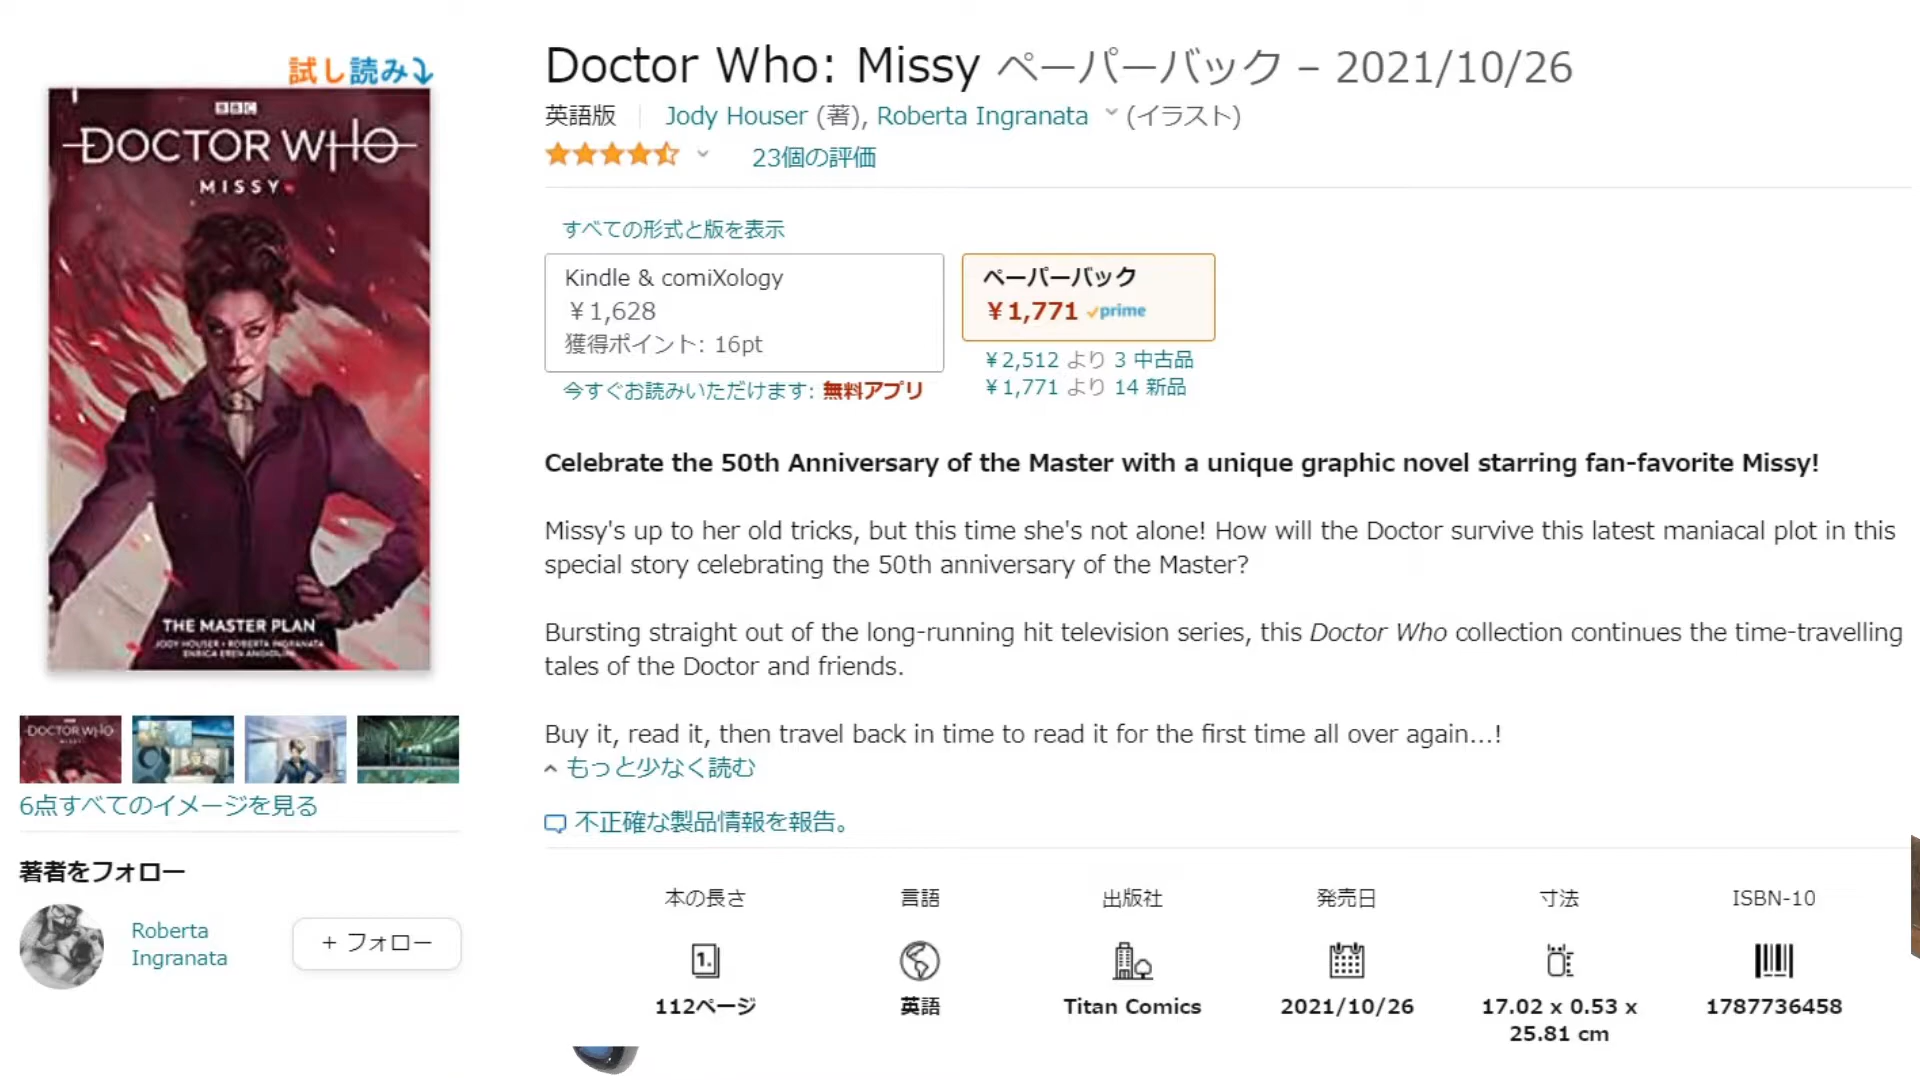 試し読み
BBC
DOCTOR WHO
MISSY
THE MASTER PLAN
JODY HOUSER • ROBERTA INGRANATA
ENRICA EREN ANGIOLINI
DOCTOR WHO
6点すべてのイメージを見る
著者をフォロー
Roberta
Ingranata
+ フォロー
Doctor Who: Missy ペーパーバック – 2021/10/26
英語版 Jody Houser (著), Roberta Ingranata (イラスト)
23個の評価
すべての形式と版を表示
Kindle & comiXology
￥1,628
獲得ポイント: 16pt
今すぐお読みいただけます: 無料アプリ
ペーパーバック
￥1,771 prime
￥2,512 より 3 中古品
￥1,771 より 14 新品
Celebrate the 50th Anniversary of the Master with a unique graphic novel starring fan-favorite Missy!
Missy's up to her old tricks, but this time she's not alone! How will the Doctor survive this latest maniacal plot in this
special story celebrating the 50th anniversary of the Master?
Bursting straight out of the long-running hit television series, this Doctor Who collection continues the time-travelling
tales of the Doctor and friends.
Buy it, read it, then travel back in time to read it for the first time all over again...!
もっと少なく読む
不正確な製品情報を報告。
本の長さ
112ページ
言語
英語
出版社
Titan Comics
発売日
2021/10/26
寸法
17.02 x 0.53 x
25.81 cm
ISBN-10
1787736458